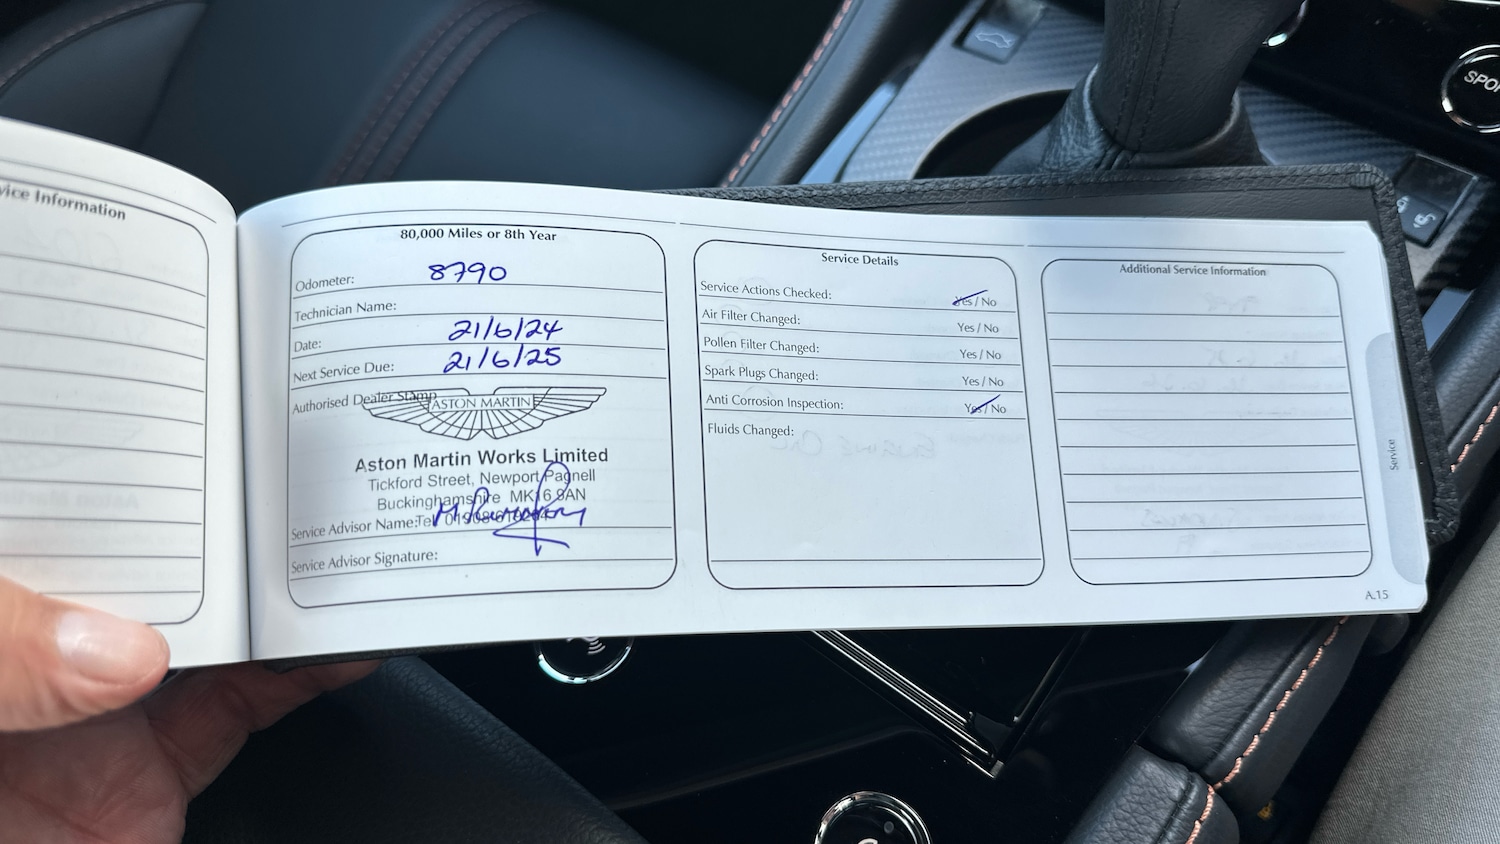 vice Information
80,000 Miles or 8th Year
Odometer: 8790
Technician Name:
Date: 21/6/24
Next Service Due: 21/6/25
Authorised Dealer Stamp
ASTON MARTIN
Aston Martin Works Limited
Tickford Street, Newport Pagnell
Buckinghamshire MK16 9AN
Service Advisor Name: Tel
Service Advisor Signature:
Service Details
Service Actions Checked: Yes / No
Air Filter Changed: Yes / No
Pollen Filter Changed: Yes / No
Spark Plugs Changed: Yes / No
Anti Corrosion Inspection: Yes / No
Fluids Changed:
Additional Service Information
Service
A.15
SPO